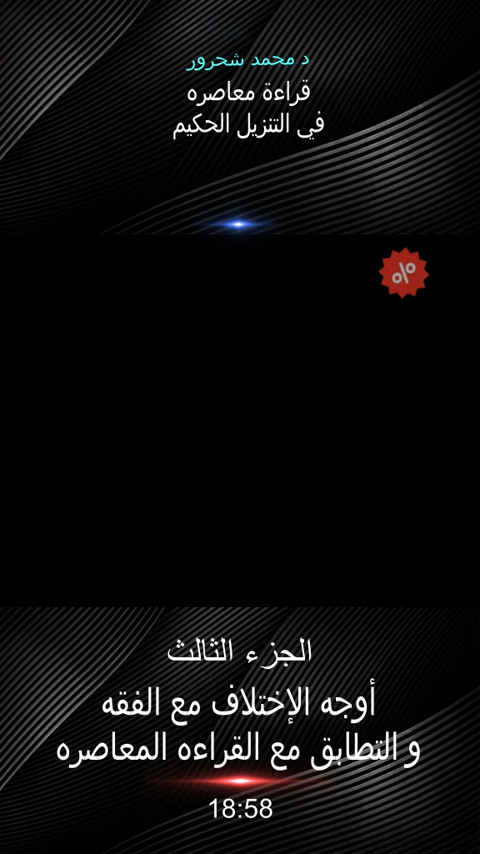 د محمد شحرور
قراءة معاصره
في التنزيل الحكيم
%
الجزء الثالث
أوجه الإختلاف مع الفقه
و التطابق مع القراءه المعاصره
18:58